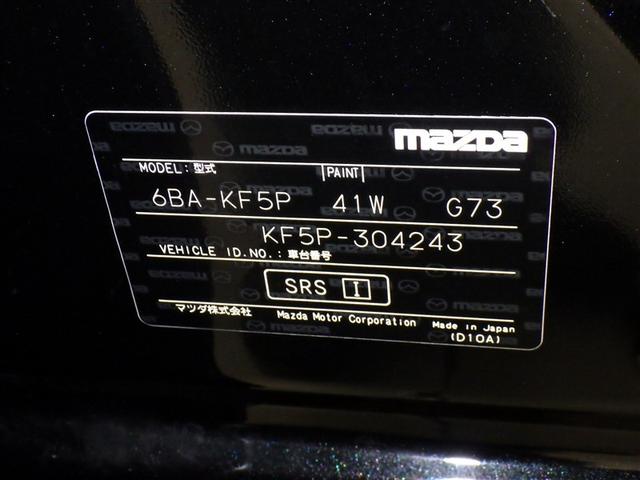 mazda
MODEL:型式 PAINT
6BA-KF5P 41W G73
KF5P-304243
VEHICLE ID.NO.:車台番号
SRS I
マツダ株式会社 Mazda Motor Corporation Made in Japan
(D10A)